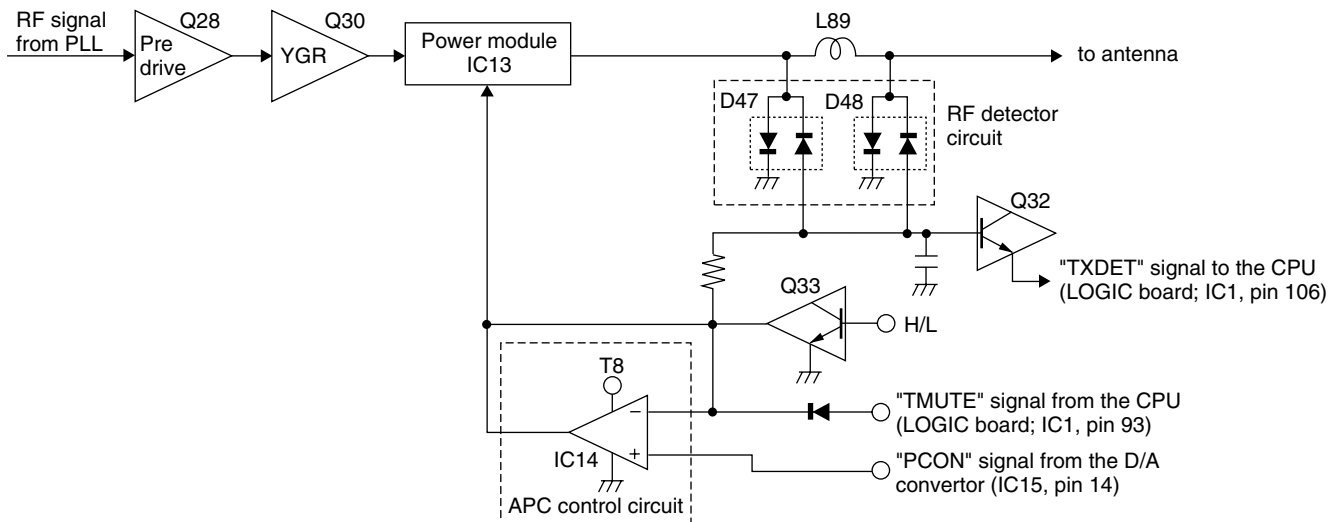 RF signal
from PLL
Q28
Pre
drive
Q30
YGR
Power module
IC13
L89
to antenna
D47
D48
RF detector
circuit
Q32
"TXDET" signal to the CPU
(LOGIC board; IC1, pin 106)
Q33
H/L
T8
–
+
IC14
"TMUTE" signal from the CPU
(LOGIC board; IC1, pin 93)
"PCON" signal from the D/A
convertor (IC15, pin 14)
APC control circuit